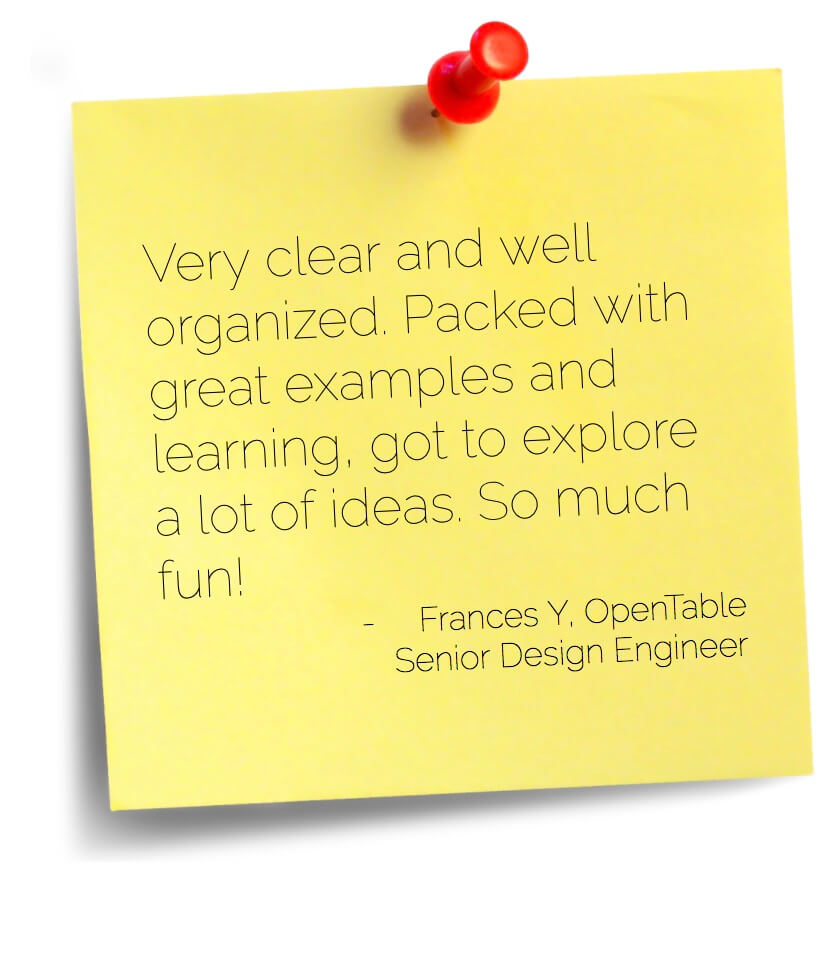 Very clear and well
organized. Packed with
great examples and
learning, got to explore
a lot of ideas. So much
fun!
- Frances Y, OpenTable
Senior Design Engineer